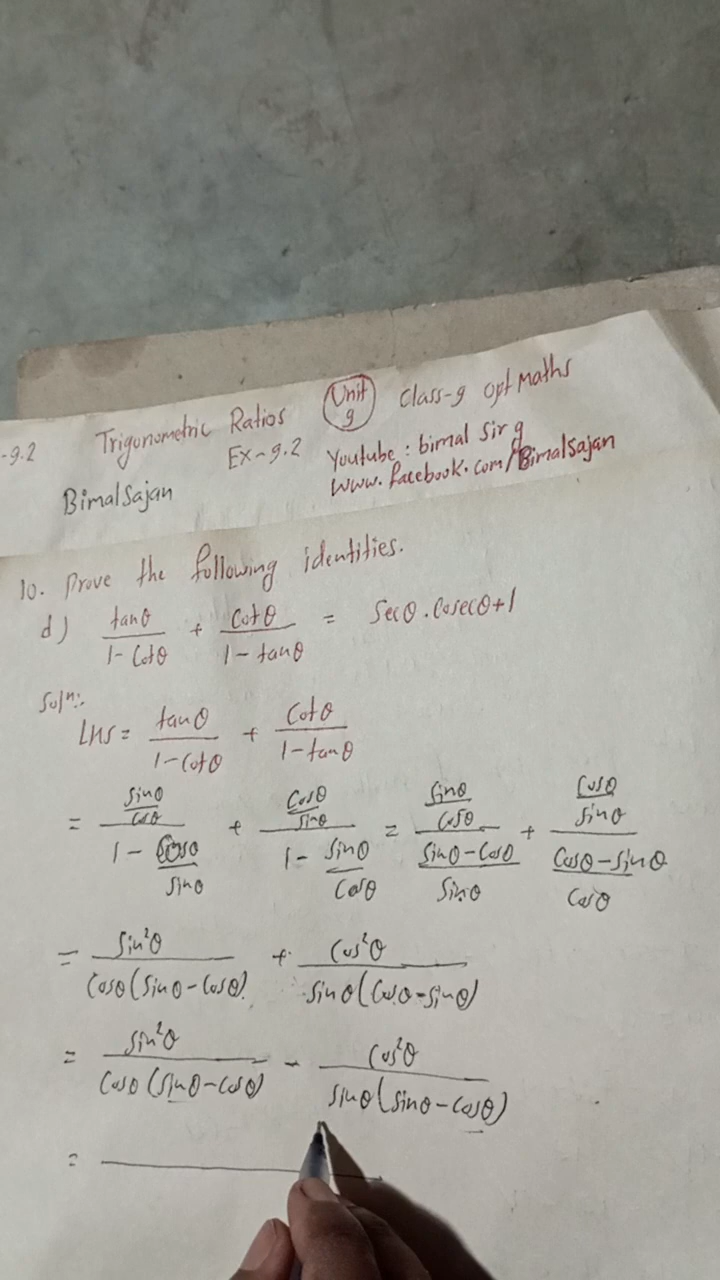 -9.2 Trigonometric Ratios Unit 9 Class-9 opt Maths
Ex-9.2 Youtube : bimal sir g
BimalSajan www.facebook.com/BimalSajan
10. Prove the following identities.
d) tanθ/(1-Cotθ) + Cotθ/(1-tanθ) = Secθ.Cosecθ+1
Solⁿ:
LHS = tanθ/(1-Cotθ) + Cotθ/(1-tanθ)
= (Sinθ/Cosθ)/(1 - Cosθ/Sinθ) + (Cosθ/Sinθ)/(1 - Sinθ/Cosθ) = (Sinθ/Cosθ)/((Sinθ-Cosθ)/Sinθ) + (Cosθ/Sinθ)/((Cosθ-Sinθ)/Cosθ)
= Sin²θ/(Cosθ(Sinθ-Cosθ)) + Cos²θ/(Sinθ(Cosθ-Sinθ))
= Sin²θ/(Cosθ(Sinθ-Cosθ)) - Cos²θ/(Sinθ(Sinθ-Cosθ))
=